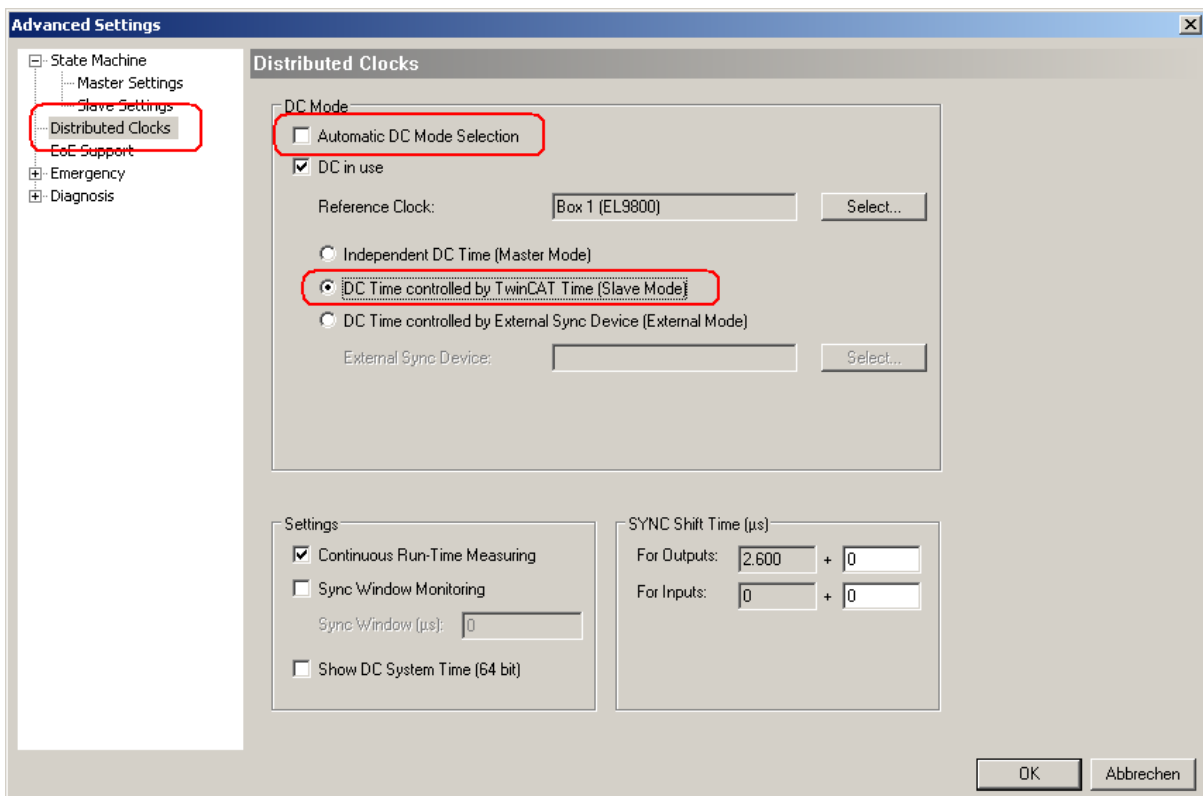 Advanced Settings
State Machine
Master Settings
Slave Settings
Distributed Clocks
EoE Support
Emergency
Diagnosis
Distributed Clocks
DC Mode
Automatic DC Mode Selection
DC in use
Reference Clock: Box 1 (EL9800) Select...
Independent DC Time (Master Mode)
DC Time controlled by TwinCAT Time (Slave Mode)
DC Time controlled by External Sync Device (External Mode)
External Sync Device: Select...
Settings
Continuous Run-Time Measuring
Sync Window Monitoring
Sync Window (µs): 0
Show DC System Time (64 bit)
SYNC Shift Time (µs)
For Outputs: 2.600 + 0
For Inputs: 0 + 0
OK Abbrechen